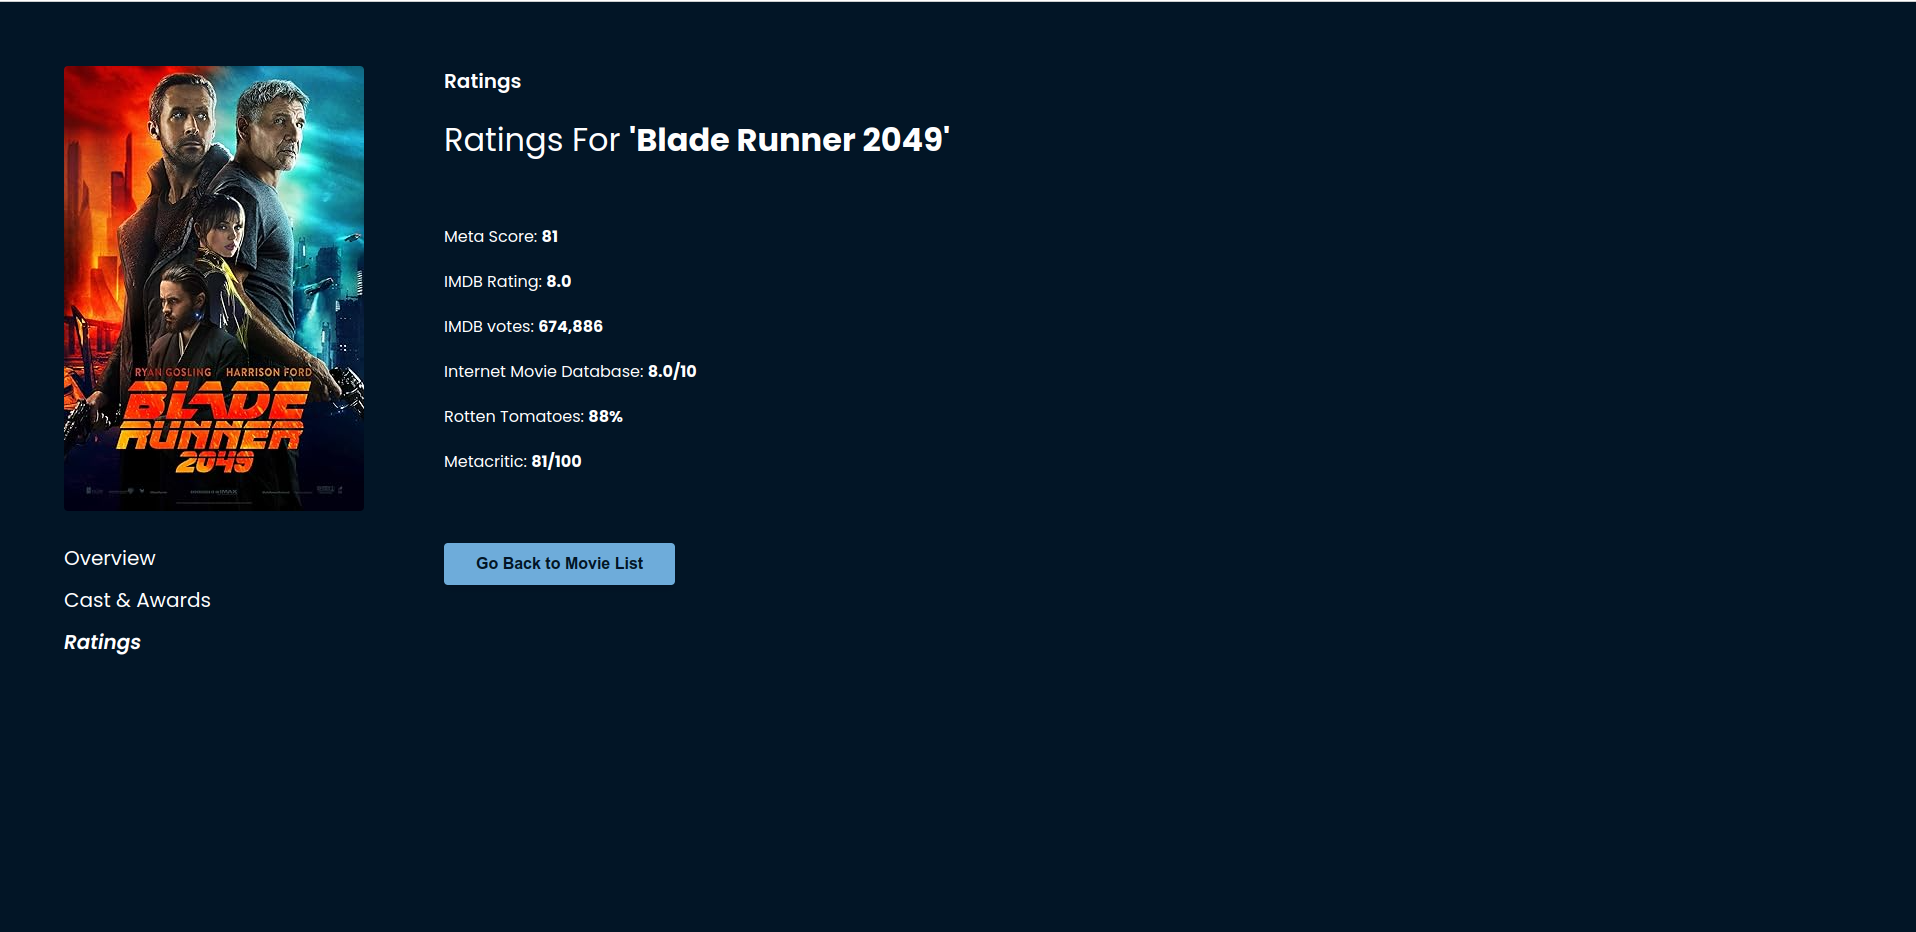 RYAN GOSLING HARRISON FORD
BLADE
RUNNER
2049
Overview
Cast & Awards
Ratings
Ratings
Ratings For 'Blade Runner 2049'
Meta Score: 81
IMDB Rating: 8.0
IMDB votes: 674,886
Internet Movie Database: 8.0/10
Rotten Tomatoes: 88%
Metacritic: 81/100
Go Back to Movie List